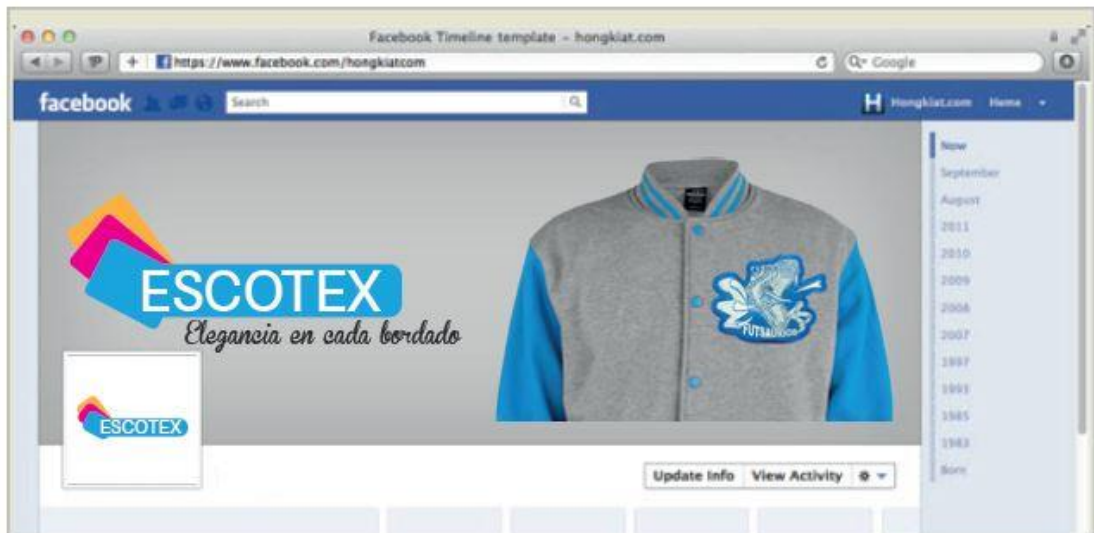 Facebook Timeline template - hongkiat.com
https://www.facebook.com/hongkiatcom
Google
facebook
Search
Hongkiat.com Home
Now
September
August
2011
2010
2009
2008
2007
1997
1993
1985
1983
Born
ESCOTEX
Elegancia en cada bordado
ESCOTEX
Update Info
View Activity